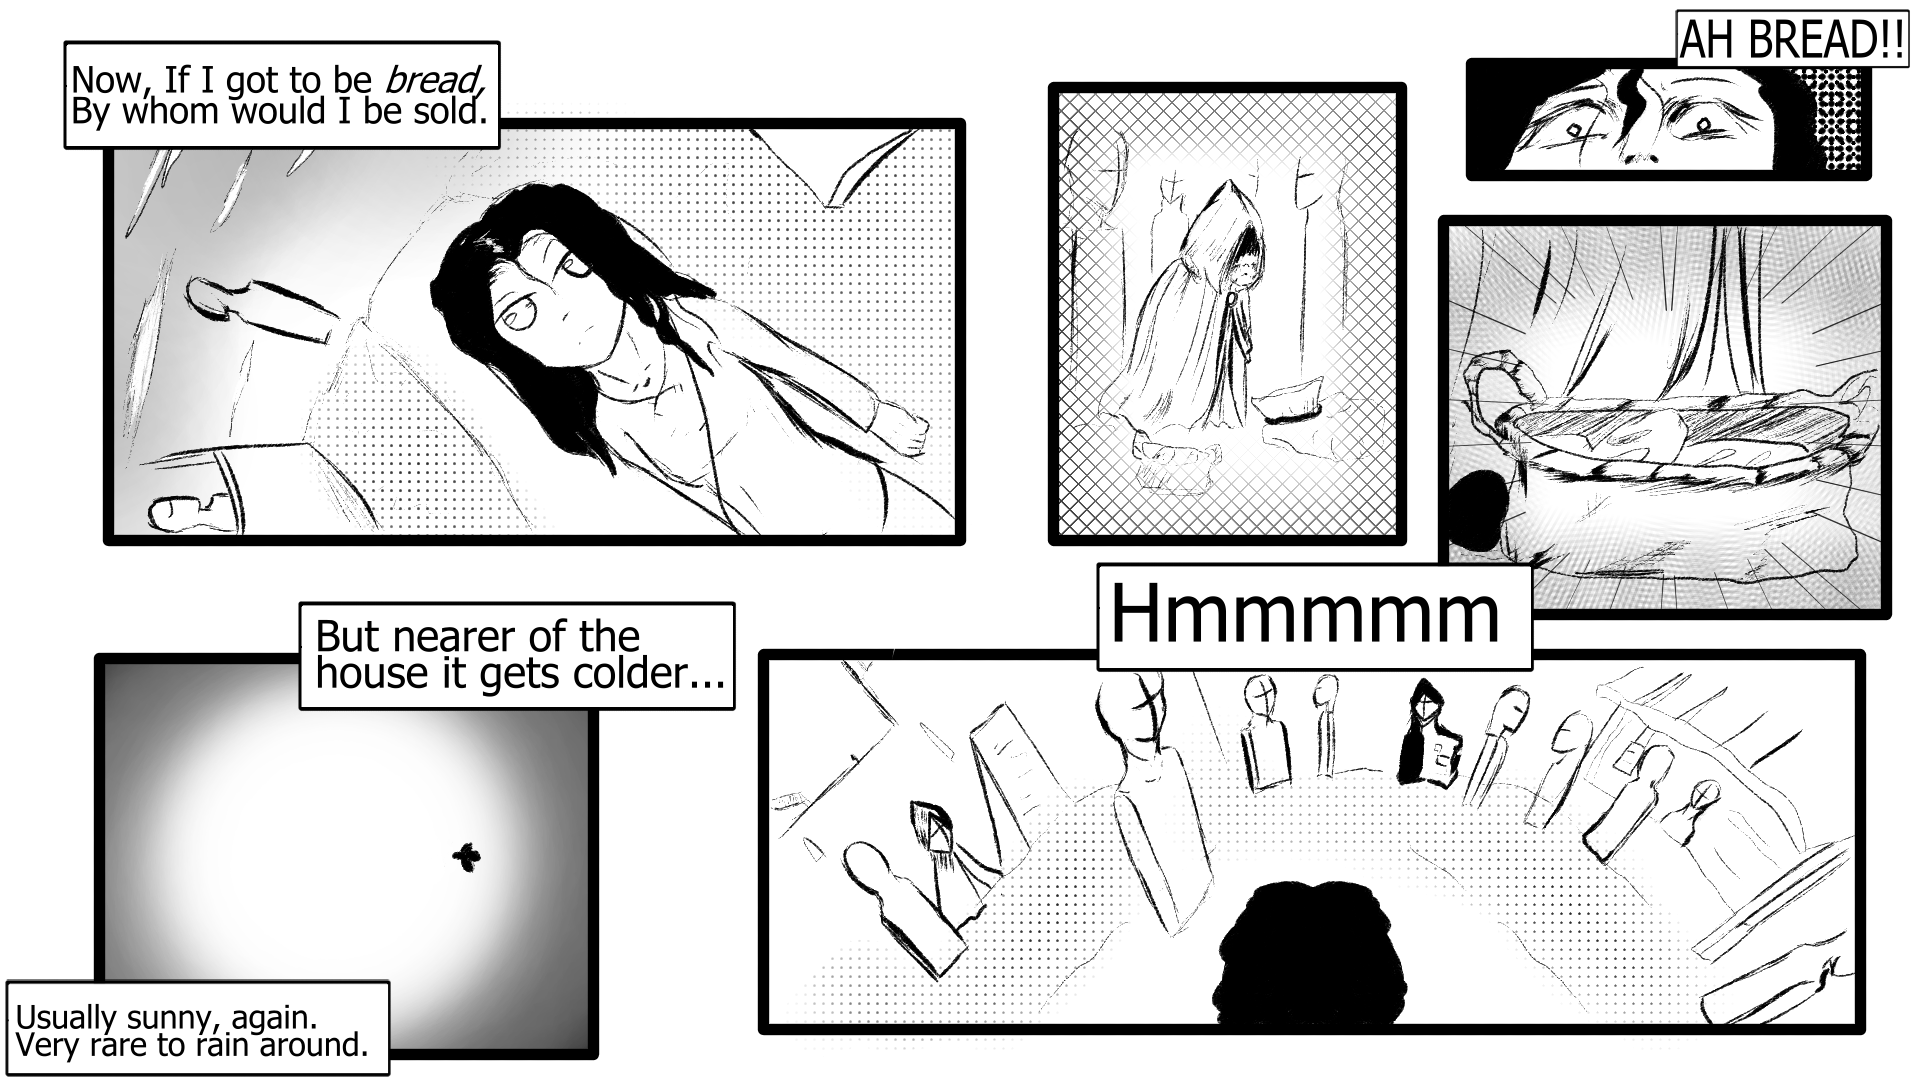 Now, If I got to be bread,
By whom would I be sold.
AH BREAD!!
Hmmmmm
But nearer of the
house it gets colder...
Usually sunny, again.
Very rare to rain around.